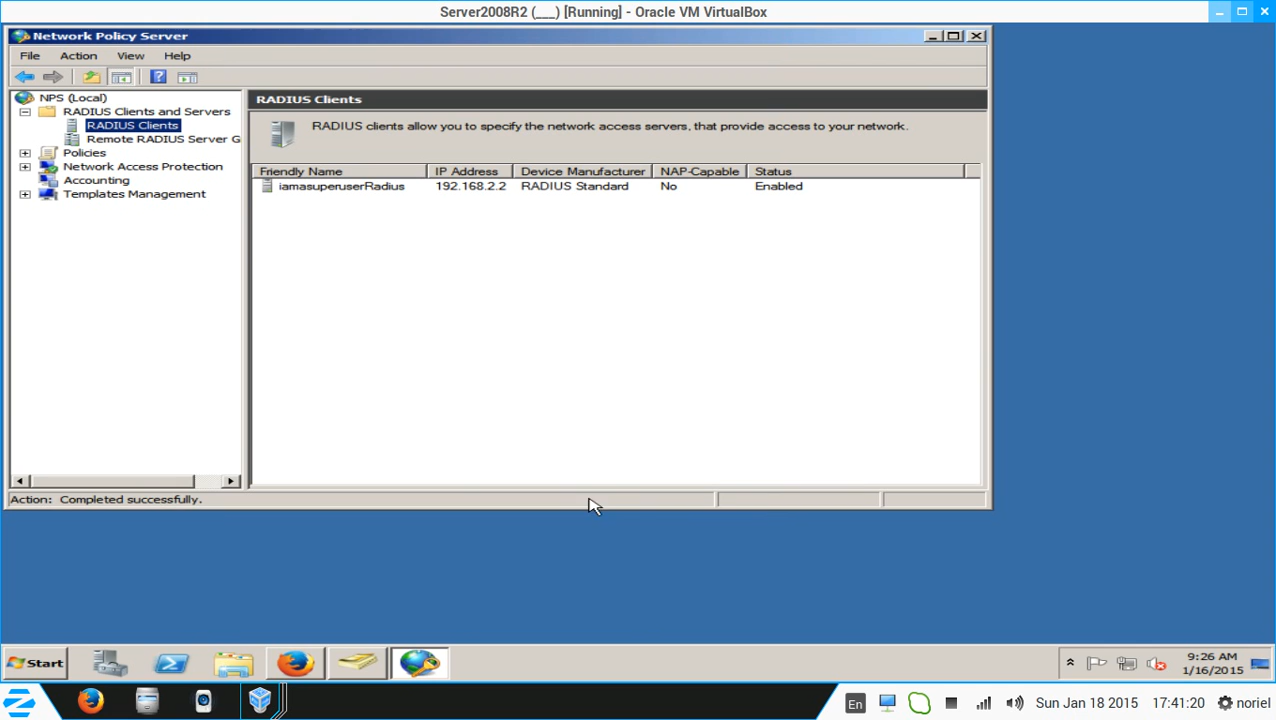 Server2008R2 (___) [Running] - Oracle VM VirtualBox
Network Policy Server
File Action View Help
NPS (Local)
RADIUS Clients and Servers
RADIUS Clients
Remote RADIUS Server G
Policies
Network Access Protection
Accounting
Templates Management
RADIUS Clients
RADIUS clients allow you to specify the network access servers, that provide access to your network.
Friendly Name IP Address Device Manufacturer NAP-Capable Status
iamasuperuserRadius 192.168.2.2 RADIUS Standard No Enabled
Action: Completed successfully.
Start
9:26 AM
1/16/2015
En
Sun Jan 18 2015 17:41:20 noriel